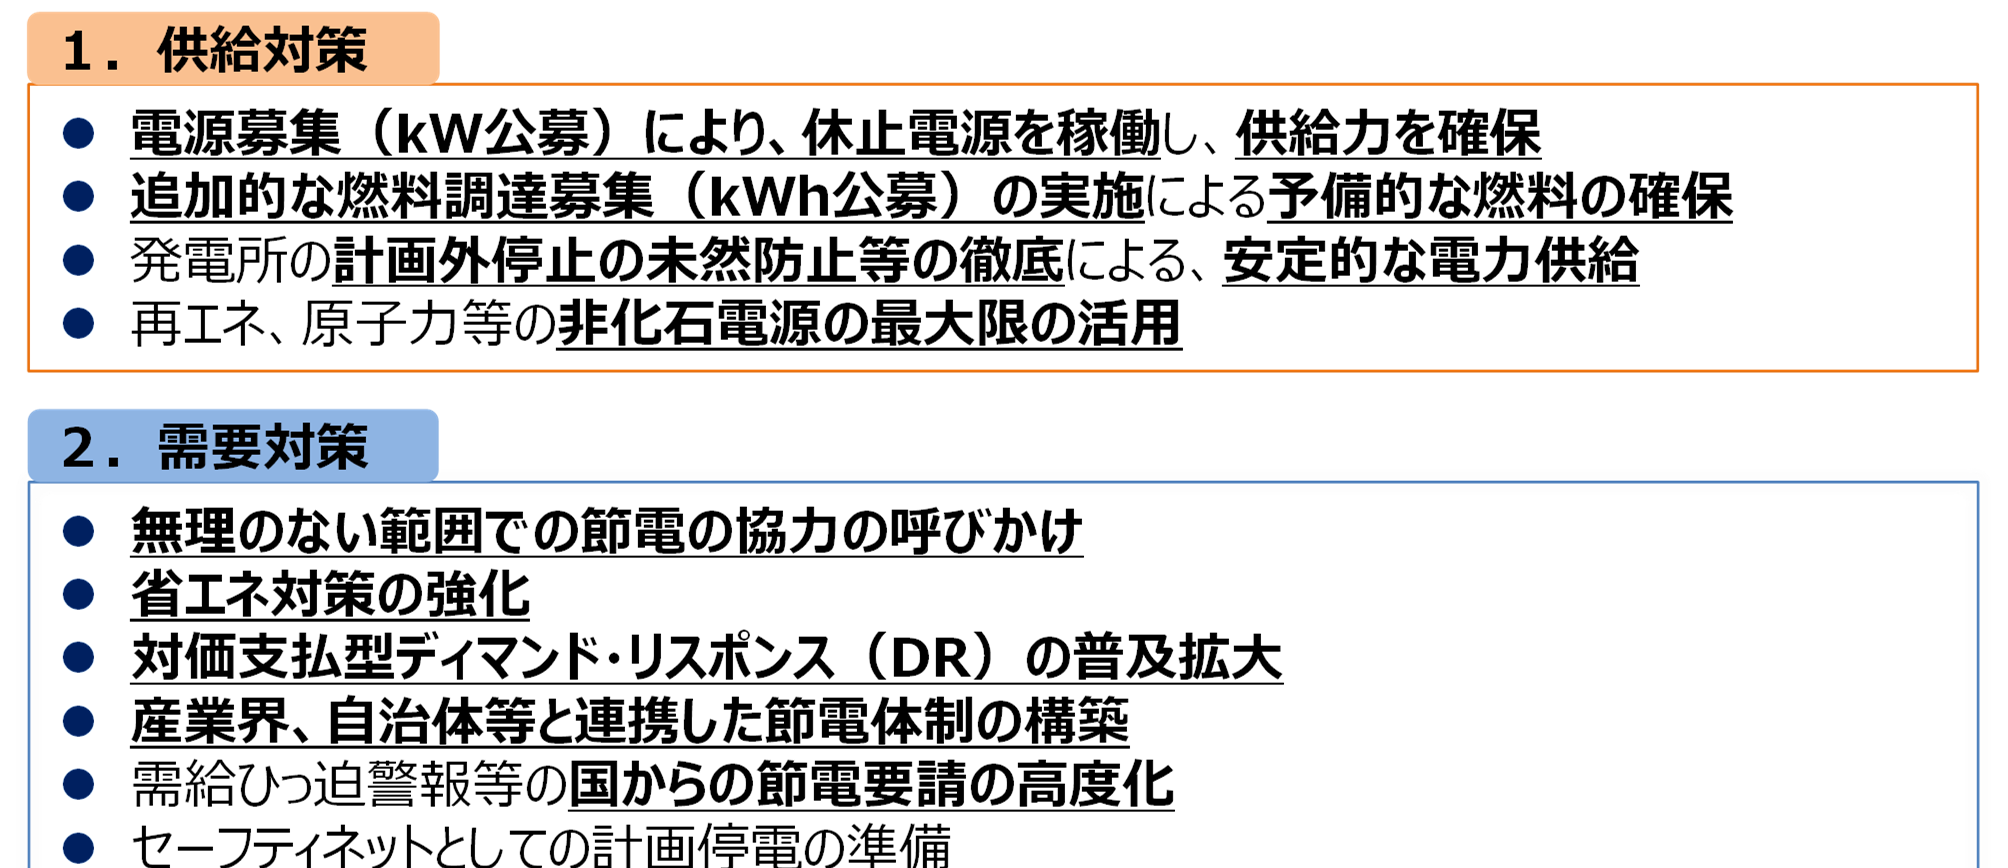 1．供給対策
● 電源募集（kW公募）により、休止電源を稼働し、供給力を確保
● 追加的な燃料調達募集（kWh公募）の実施による予備的な燃料の確保
● 発電所の計画外停止の未然防止等の徹底による、安定的な電力供給
● 再エネ、原子力等の非化石電源の最大限の活用
2．需要対策
● 無理のない範囲での節電の協力の呼びかけ
● 省エネ対策の強化
● 対価支払型ディマンド・リスポンス（DR）の普及拡大
● 産業界、自治体等と連携した節電体制の構築
● 需給ひっ迫警報等の国からの節電要請の高度化
● セーフティネットとしての計画停電の準備